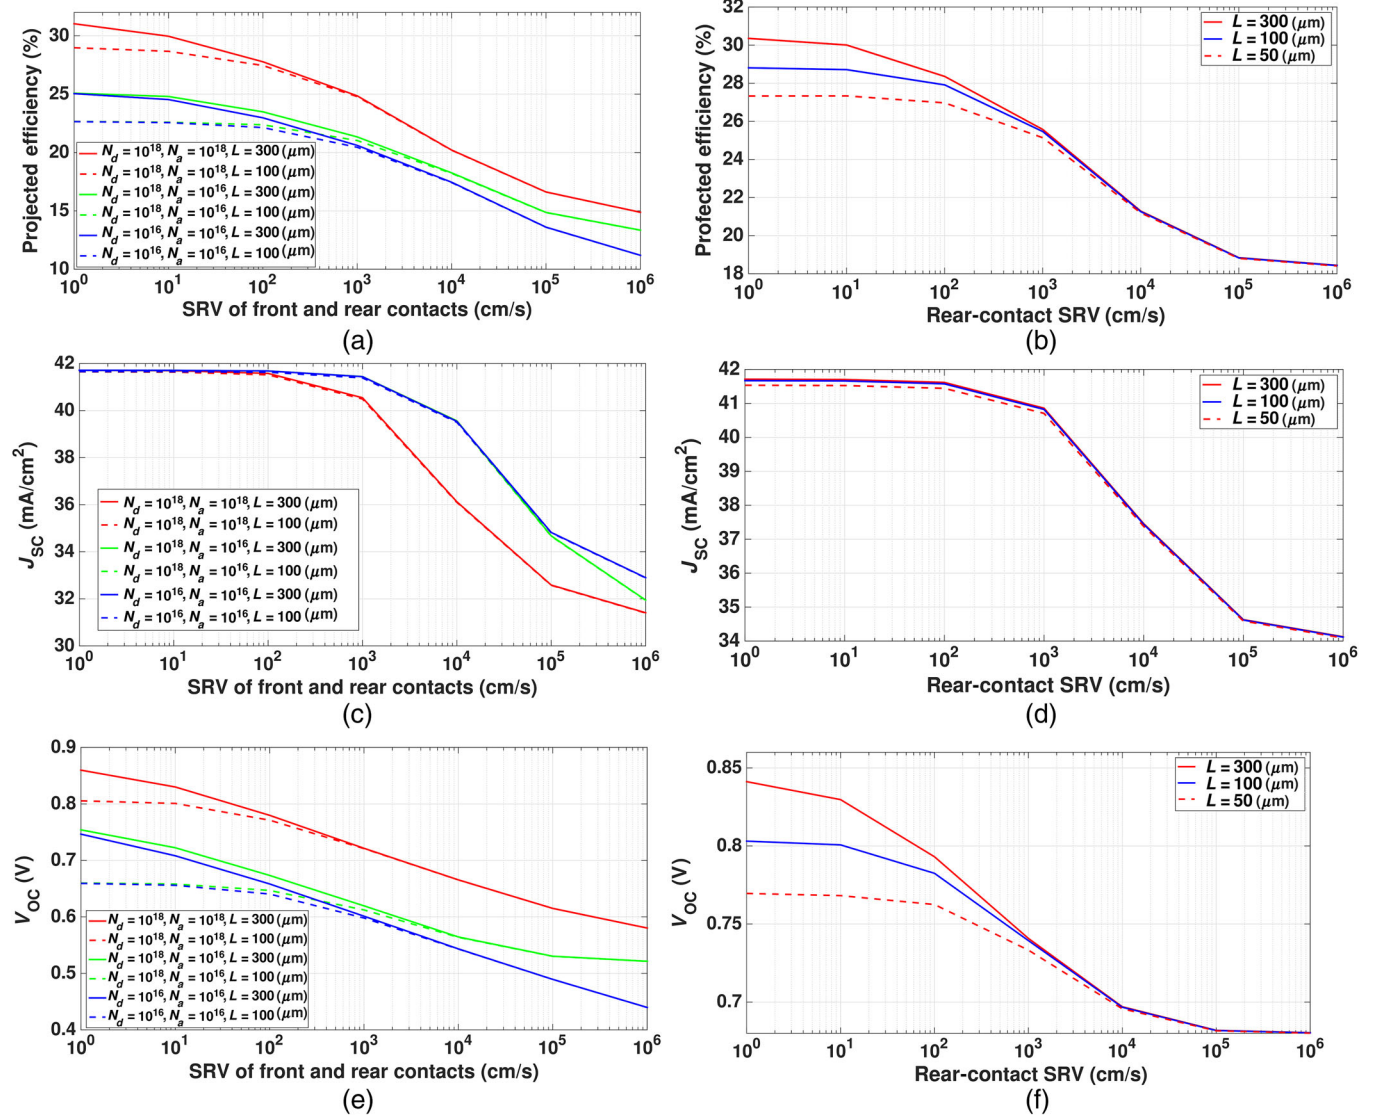 Projected efficiency (%)
30
25
20
15
10
N_d = 10^18, N_a = 10^18, L = 300 (μm)
N_d = 10^18, N_a = 10^18, L = 100 (μm)
N_d = 10^18, N_a = 10^16, L = 300 (μm)
N_d = 10^18, N_a = 10^16, L = 100 (μm)
N_d = 10^16, N_a = 10^16, L = 300 (μm)
N_d = 10^16, N_a = 10^16, L = 100 (μm)
10^0 10^1 10^2 10^3 10^4 10^5 10^6
SRV of front and rear contacts (cm/s)
(a)
Profected efficiency (%)
32
30
28
26
24
22
20
18
L = 300 (μm)
L = 100 (μm)
L = 50 (μm)
10^0 10^1 10^2 10^3 10^4 10^5 10^6
Rear-contact SRV (cm/s)
(b)
J_SC (mA/cm^2)
42
40
38
36
34
32
30
N_d = 10^18, N_a = 10^18, L = 300 (μm)
N_d = 10^18, N_a = 10^18, L = 100 (μm)
N_d = 10^18, N_a = 10^16, L = 300 (μm)
N_d = 10^18, N_a = 10^16, L = 100 (μm)
N_d = 10^16, N_a = 10^16, L = 300 (μm)
N_d = 10^16, N_a = 10^16, L = 100 (μm)
10^0 10^1 10^2 10^3 10^4 10^5 10^6
SRV of front and rear contacts (cm/s)
(c)
J_SC (mA/cm^2)
42
41
40
39
38
37
36
35
34
L = 300 (μm)
L = 100 (μm)
L = 50 (μm)
10^0 10^1 10^2 10^3 10^4 10^5 10^6
Rear-contact SRV (cm/s)
(d)
V_OC (V)
0.9
0.8
0.7
0.6
0.5
0.4
N_d = 10^18, N_a = 10^18, L = 300 (μm)
N_d = 10^18, N_a = 10^18, L = 100 (μm)
N_d = 10^18, N_a = 10^16, L = 300 (μm)
N_d = 10^18, N_a = 10^16, L = 100 (μm)
N_d = 10^16, N_a = 10^16, L = 300 (μm)
N_d = 10^16, N_a = 10^16, L = 100 (μm)
10^0 10^1 10^2 10^3 10^4 10^5 10^6
SRV of front and rear contacts (cm/s)
(e)
V_OC (V)
0.85
0.8
0.75
0.7
L = 300 (μm)
L = 100 (μm)
L = 50 (μm)
10^0 10^1 10^2 10^3 10^4 10^5 10^6
Rear-contact SRV (cm/s)
(f)